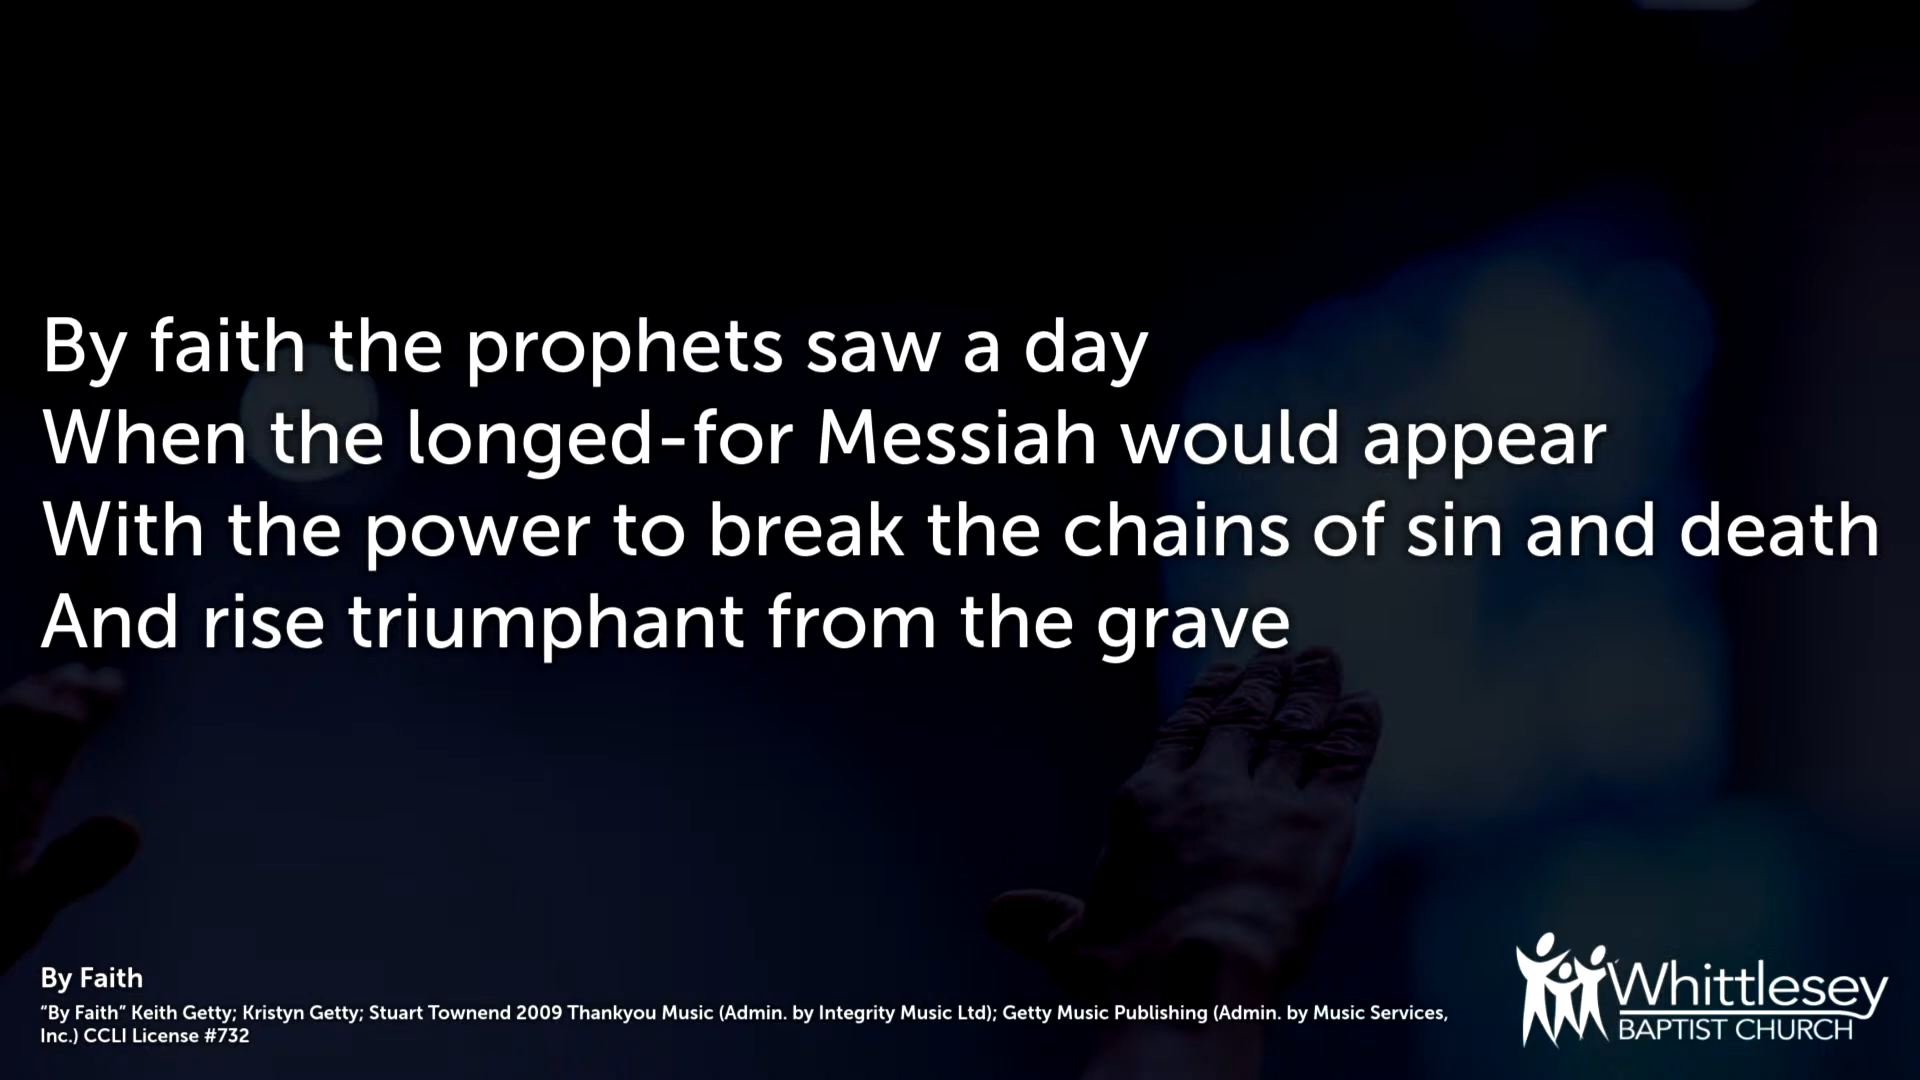 By faith the prophets saw a day
When the longed-for Messiah would appear
With the power to break the chains of sin and death
And rise triumphant from the grave
By Faith
“By Faith” Keith Getty; Kristyn Getty; Stuart Townend 2009 Thankyou Music (Admin. by Integrity Music Ltd); Getty Music Publishing (Admin. by Music Services,
Inc.) CCLI License #732
Whittlesey
BAPTIST CHURCH